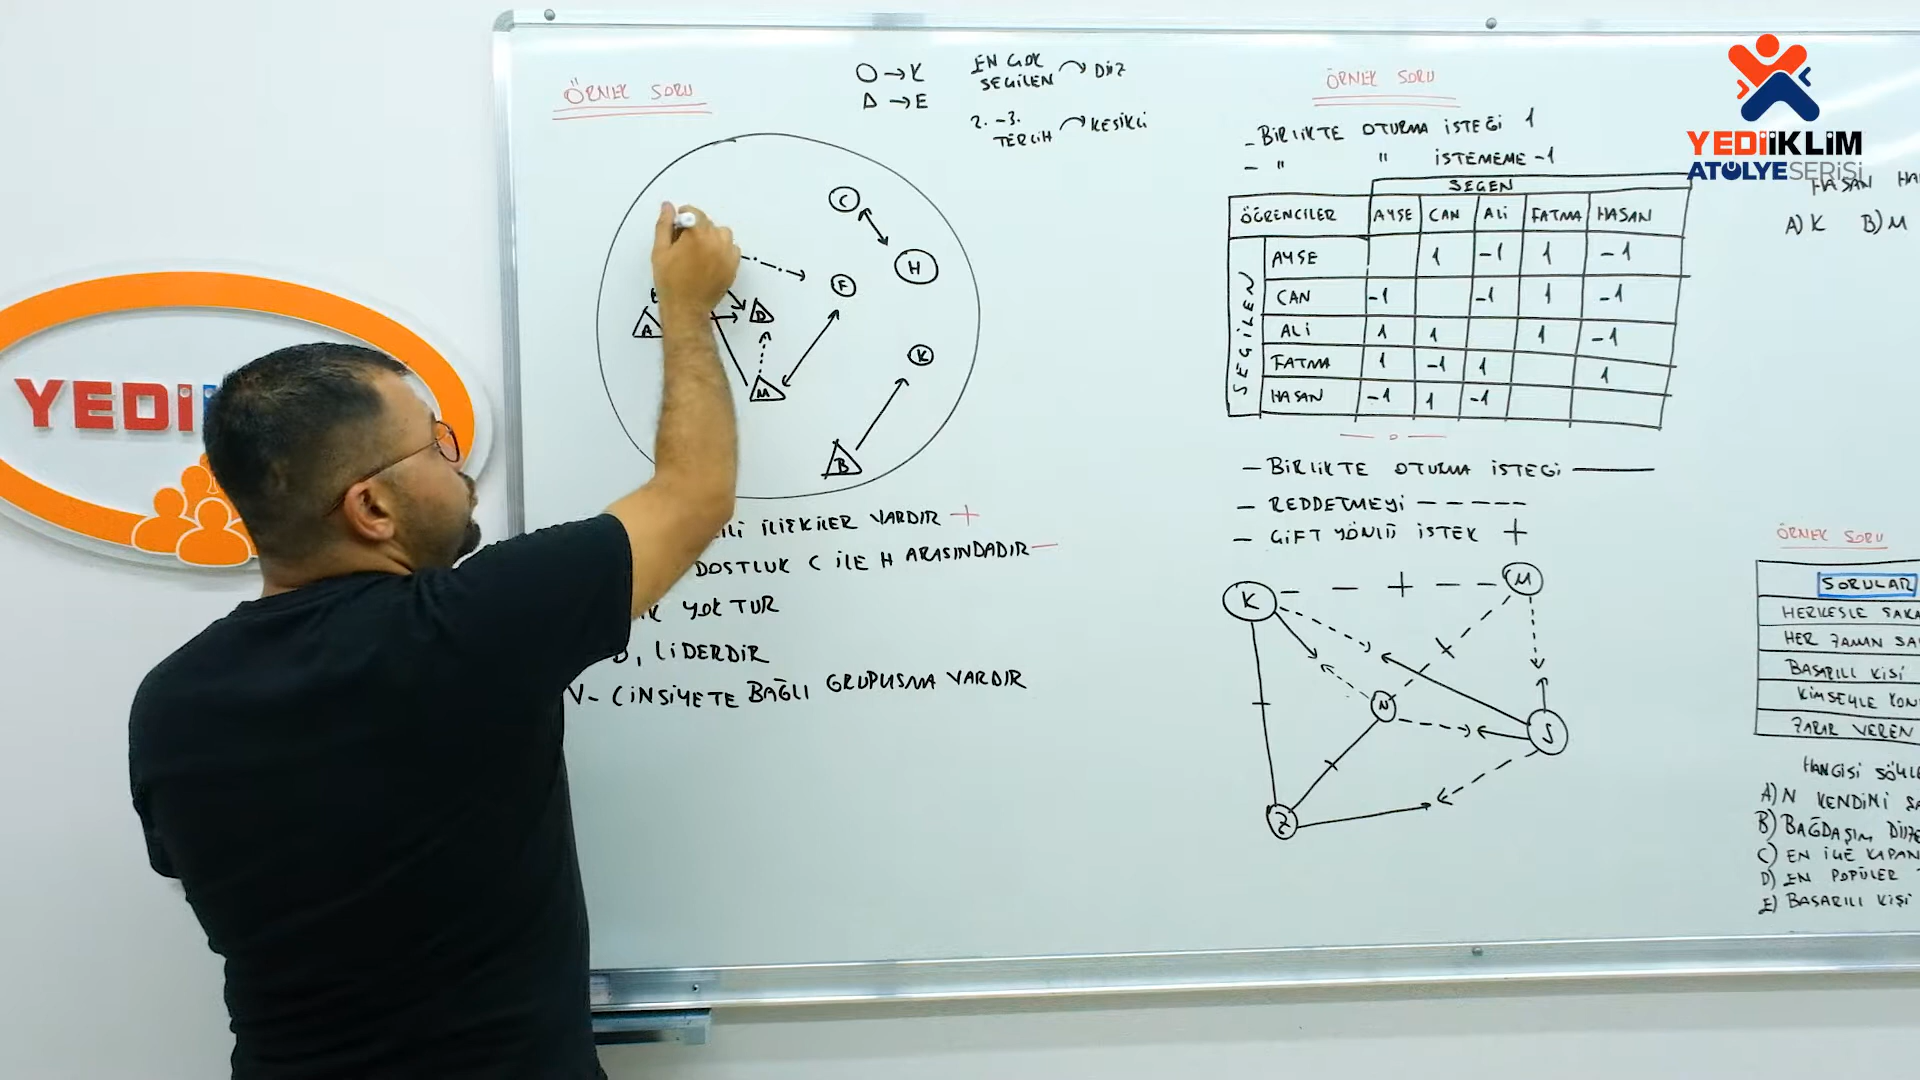 ÖRNEK SORU
O → K
Δ → E
EN ÇOK
SEÇİLEN → DÜZ
2. - 3.
TERCİH → KESİKLİ
C
H
F
A
D
K
M
B
İLİŞKİLER VARDIR +
DOSTLUK C İLE H ARASINDADIR —
YOKTUR
D, LİDERDİR
V- CİNSİYETE BAĞLI GRUPLAŞMA VARDIR
ÖRNEK SORU
- BİRLİKTE OTURMA İSTEĞİ 1
- " " İSTEMEME -1
SEÇEN
ÖĞRENCİLER AYŞE CAN ALİ FATMA HASAN
SEÇİLEN
AYŞE 1 -1 1 -1
CAN -1 -1 1 -1
ALİ 1 1 1 -1
FATMA 1 -1 1 1
HASAN -1 1 -1
- BİRLİKTE OTURMA İSTEĞİ ———
- REDDETMEYİ - - - - -
- ÇİFT YÖNLÜ İSTEK +
K
M
N
S
Z
HASAN
A) K B) M
ÖRNEK SORU
SORULAR
HERKESLE ŞAKA
HER ZAMAN
BAŞARILI KİŞİ
KİMSEYLE
ZARAR VEREN
HANGİSİ
A) N KENDİNİ
B) BAĞDAŞIM
C) EN İÇE KAPAN
D) EN POPÜLER
E) BAŞARILI KİŞİ
YEDİİKLİM
ATÖLYESERİSİ
YEDİ